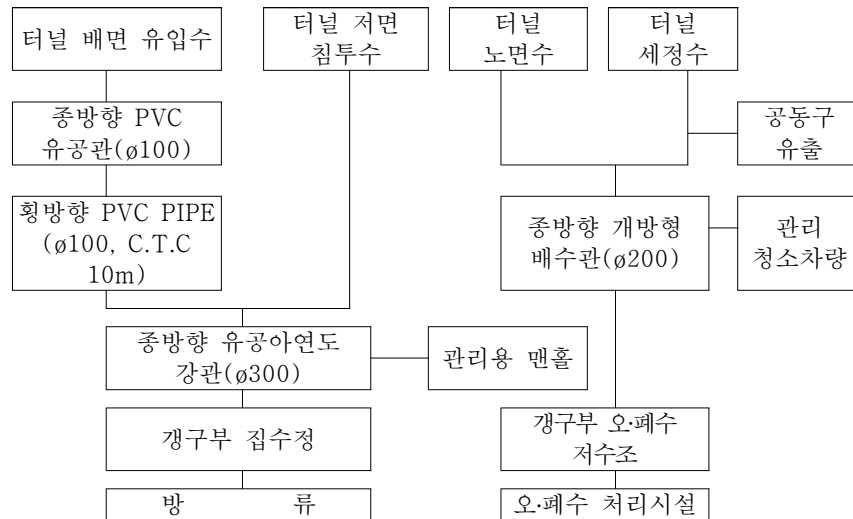 터널 배면 유입수
터널 저면
침투수
터널
노면수
터널
세정수
종방향 PVC
유공관(ø100)
공동구
유출
횡방향 PVC PIPE
(ø100, C.T.C
10m)
종방향 개방형
배수관(ø200)
관리
청소차량
종방향 유공아연도
강관(ø300)
관리용 맨홀
갱구부 집수정
갱구부 오·폐수
저수조
방 류
오·폐수 처리시설